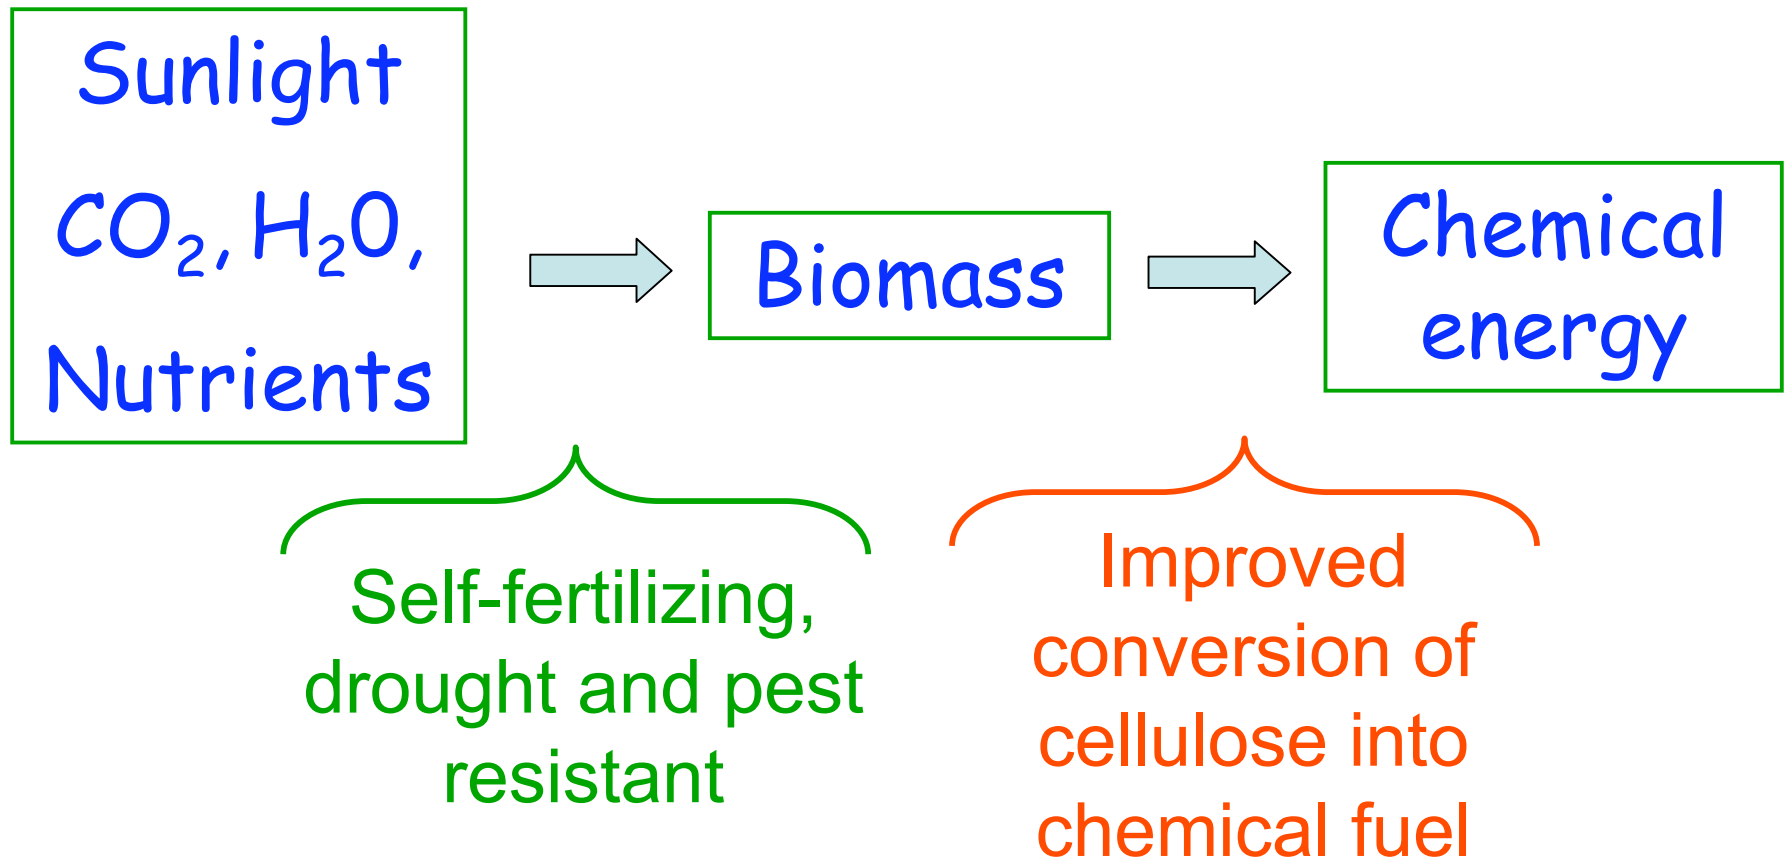 Sunlight
CO₂, H₂0,
Nutrients
Biomass
Chemical
energy
Self-fertilizing,
drought and pest
resistant
Improved
conversion of
cellulose into
chemical fuel